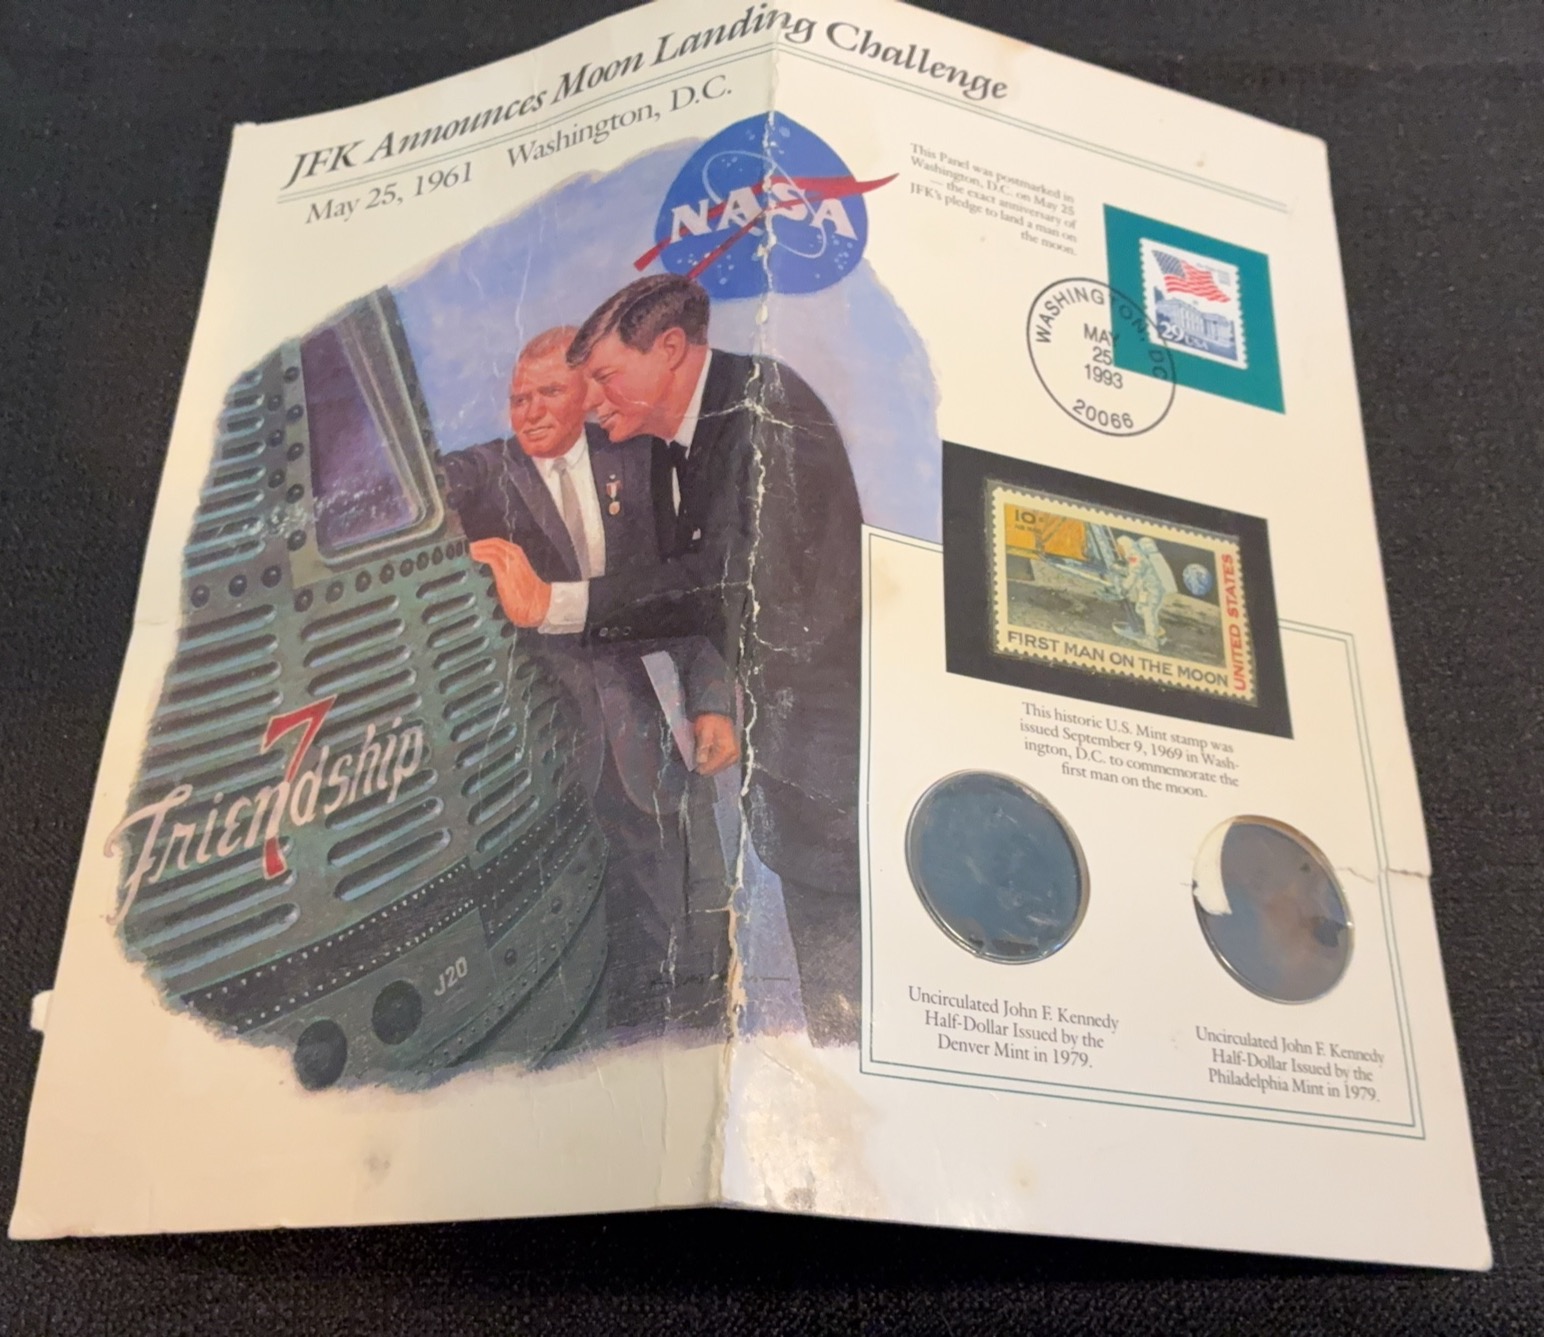 JFK Announces Moon Landing Challenge
May 25, 1961 Washington, D.C.
NASA
This Panel was postmarked in
Washington, D.C. on May 25
— the exact anniversary of
JFK's pledge to land a man on
the moon.
29 USA
WASHINGTON, DC
MAY
25
1993
20066
10¢
FIRST MAN ON THE MOON
UNITED STATES
This historic U.S. Mint stamp was
issued September 9, 1969 in Wash-
ington, D.C. to commemorate the
first man on the moon.
Friendship
7
J20
Uncirculated John F. Kennedy
Half-Dollar Issued by the
Denver Mint in 1979.
Uncirculated John F. Kennedy
Half-Dollar Issued by the
Philadelphia Mint in 1979.